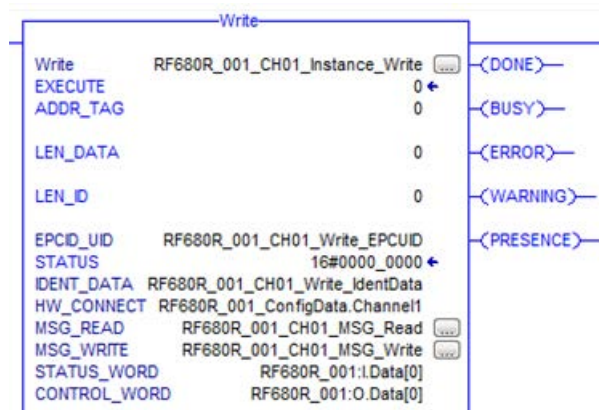 Write
Write RF680R_001_CH01_Instance_Write ... (DONE)
EXECUTE 0
ADDR_TAG 0 (BUSY)
LEN_DATA 0 (ERROR)
LEN_ID 0 (WARNING)
EPCID_UID RF680R_001_CH01_Write_EPCUID (PRESENCE)
STATUS 16#0000_0000
IDENT_DATA RF680R_001_CH01_Write_IdentData
HW_CONNECT RF680R_001_ConfigData.Channel1
MSG_READ RF680R_001_CH01_MSG_Read ...
MSG_WRITE RF680R_001_CH01_MSG_Write ...
STATUS_WORD RF680R_001:I.Data[0]
CONTROL_WORD RF680R_001:O.Data[0]